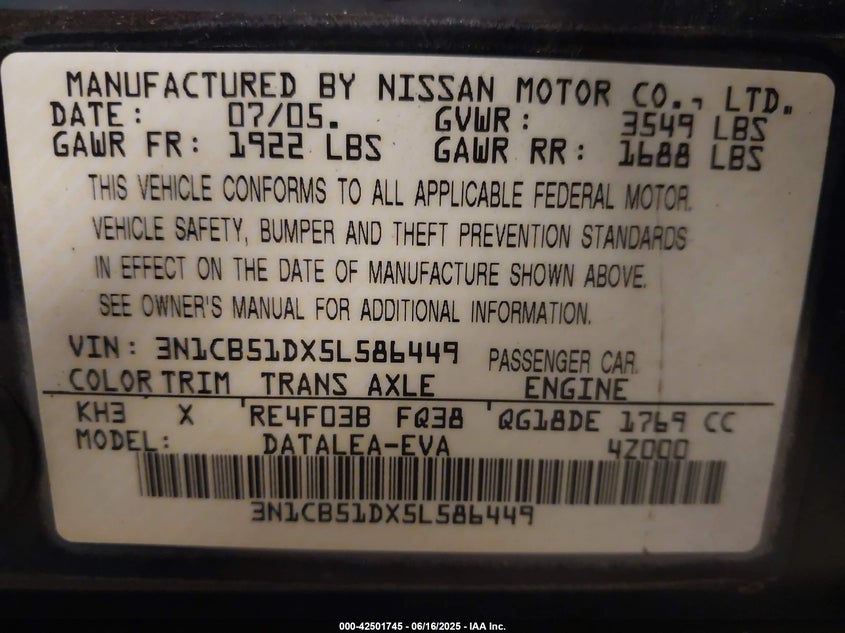 MANUFACTURED BY NISSAN MOTOR CO., LTD.
DATE: 07/05. GVWR: 3549 LBS
GAWR FR: 1922 LBS GAWR RR: 1688 LBS
THIS VEHICLE CONFORMS TO ALL APPLICABLE FEDERAL MOTOR
VEHICLE SAFETY, BUMPER AND THEFT PREVENTION STANDARDS
IN EFFECT ON THE DATE OF MANUFACTURE SHOWN ABOVE.
SEE OWNER'S MANUAL FOR ADDITIONAL INFORMATION.
VIN: 3N1CB51DX5L586449 PASSENGER CAR
COLOR TRIM TRANS AXLE ENGINE
KH3 X RE4F03B FQ38 QG18DE 1769 CC
MODEL: DATALEA-EVA 4Z000
3N1CB51DX5L586449
000-42501745 - 06/16/2025 - IAA Inc.